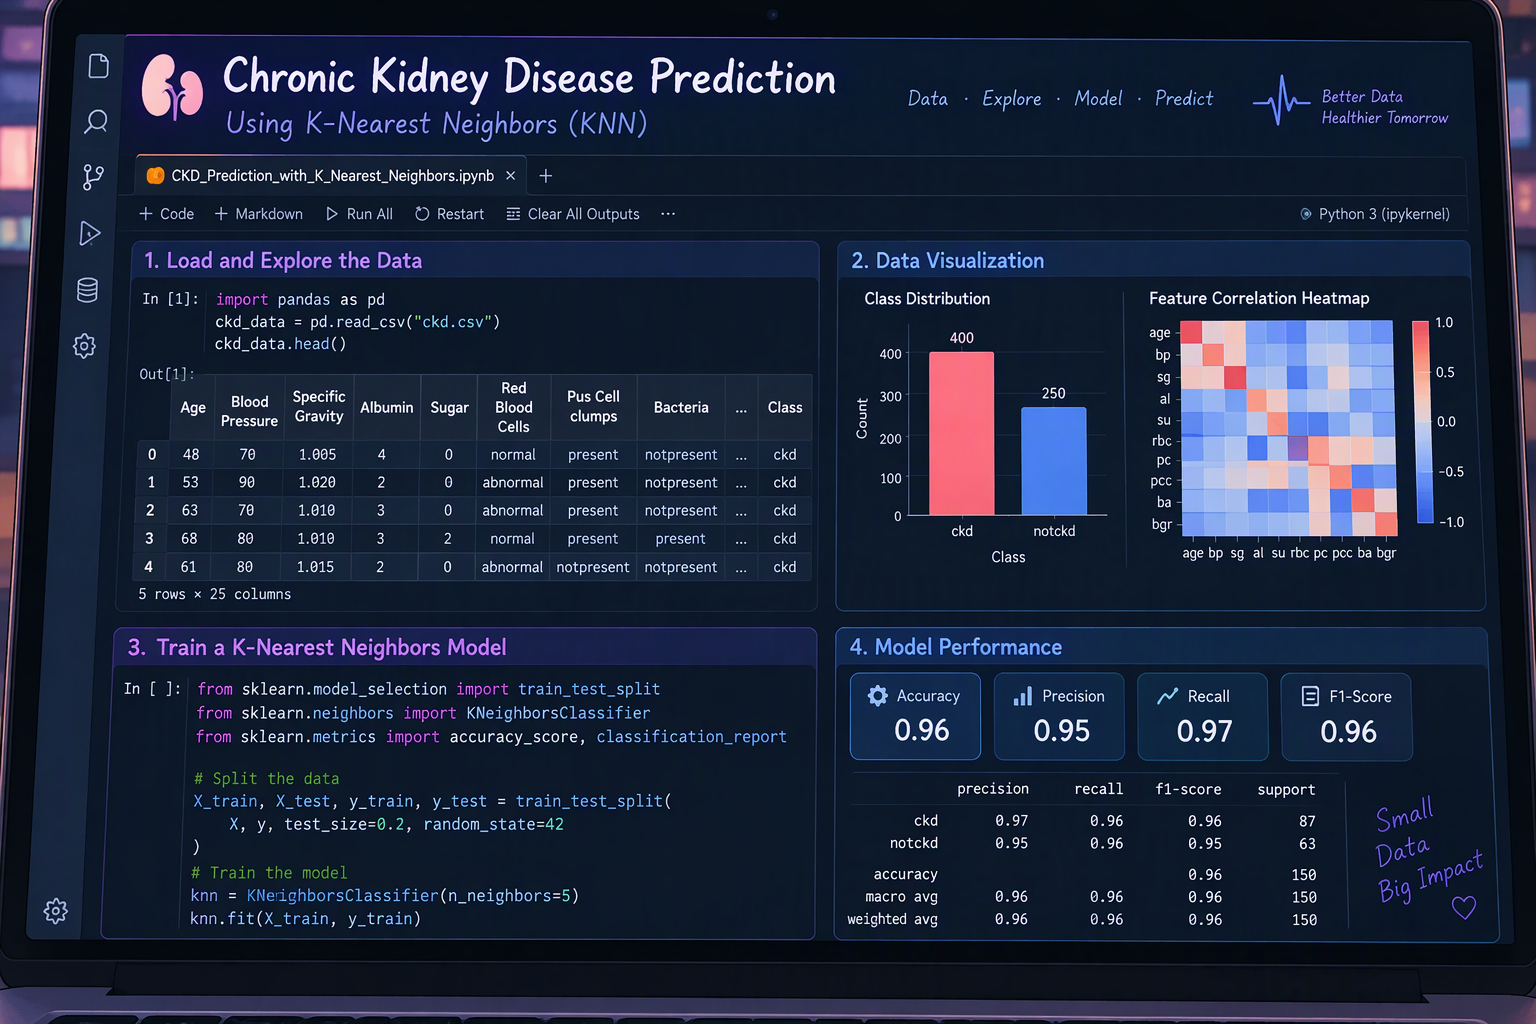 Chronic Kidney Disease Prediction
Using K-Nearest Neighbors (KNN)
Data · Explore · Model · Predict
Better Data
Healthier Tomorrow
CKD_Prediction_with_K_Nearest_Neighbors.ipynb × +
+ Code + Markdown Run All Restart Clear All Outputs ... Python 3 (ipykernel)
1. Load and Explore the Data
In [1]: import pandas as pd
ckd_data = pd.read_csv("ckd.csv")
ckd_data.head()
Out[1]:
Age Blood Pressure Specific Gravity Albumin Sugar Red Blood Cells Pus Cell clumps Bacteria ... Class
0 48 70 1.005 4 0 normal present notpresent ... ckd
1 53 90 1.020 2 0 abnormal present notpresent ... ckd
2 63 70 1.010 3 0 abnormal present notpresent ... ckd
3 68 80 1.010 3 2 normal present present ... ckd
4 61 80 1.015 2 0 abnormal notpresent notpresent ... ckd
5 rows × 25 columns
2. Data Visualization
Class Distribution
Count
400
300
200
100
0
400
250
ckd notckd
Class
Feature Correlation Heatmap
age
bp
sg
al
su
rbc
pc
pcc
ba
bgr
age bp sg al su rbc pc pcc ba bgr
1.0
0.5
0.0
-0.5
-1.0
3. Train a K-Nearest Neighbors Model
In [ ]: from sklearn.model_selection import train_test_split
from sklearn.neighbors import KNeighborsClassifier
from sklearn.metrics import accuracy_score, classification_report
# Split the data
X_train, X_test, y_train, y_test = train_test_split(
X, y, test_size=0.2, random_state=42
)
# Train the model
knn = KNeighborsClassifier(n_neighbors=5)
knn.fit(X_train, y_train)
4. Model Performance
Accuracy
0.96
Precision
0.95
Recall
0.97
F1-Score
0.96
precision recall f1-score support
ckd 0.97 0.96 0.96 87
notckd 0.95 0.96 0.95 63
accuracy 0.96 150
macro avg 0.96 0.96 0.96 150
weighted avg 0.96 0.96 0.96 150
Small
Data
Big Impact